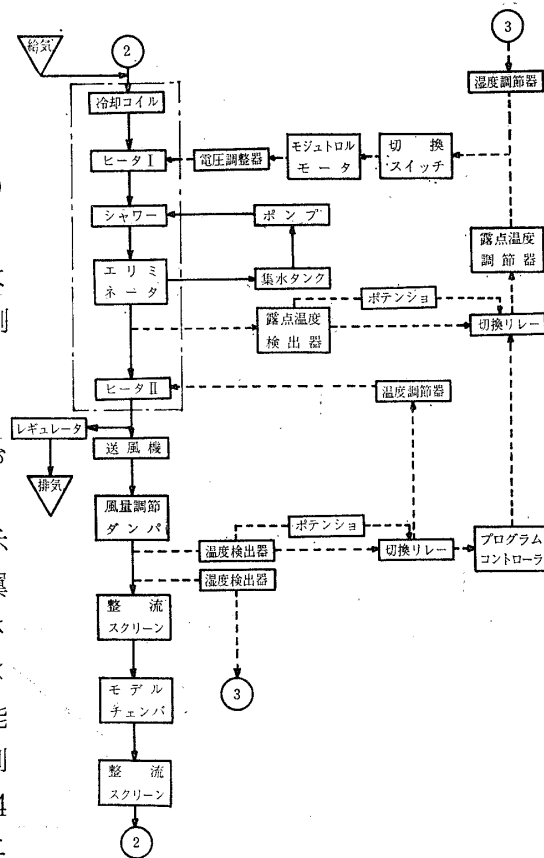 給気
2
3
冷却コイル
湿度調節器
ヒータⅠ
電圧調整器
モジュトロル
モータ
切換
スイッチ
シャワー
ポンプ
エリミ
ネータ
集水タンク
露点温度
調節器
ポテンショ
露点温度
検出器
切換リレー
ヒータⅡ
温度調節器
レギュレータ
送風機
排気
風量調節
ダンパ
ポテンショ
温度検出器
切換リレー
プログラム
コントローラ
湿度検出器
整流
スクリーン
3
モデル
チェンバ
整流
スクリーン
2